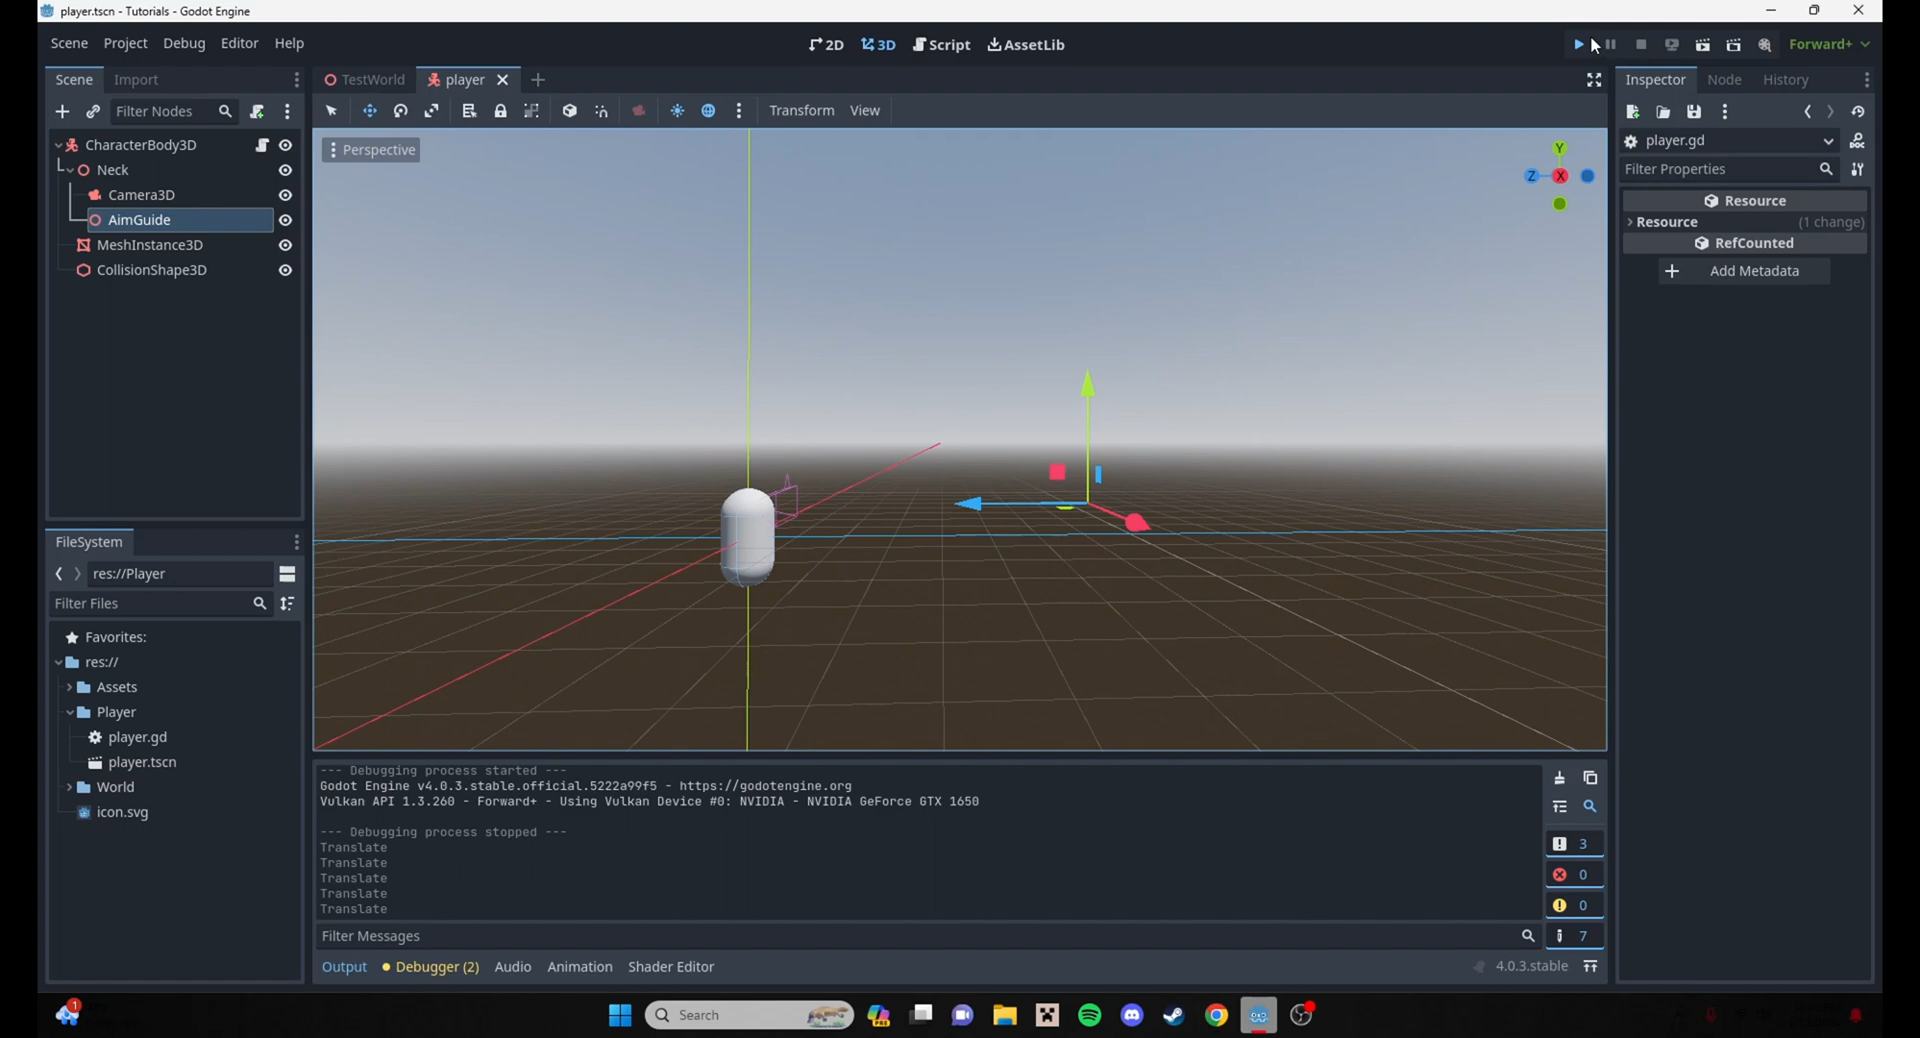 player.tscn - Tutorials - Godot Engine
Scene Project Debug Editor Help
2D 3D Script AssetLib
Forward+
Scene Import
TestWorld player
Inspector Node History
Filter Nodes
Transform View
CharacterBody3D
Neck
Camera3D
AimGuide
MeshInstance3D
CollisionShape3D
Perspective
Y
Z X
player.gd
DOC
Filter Properties
Resource
Resource (1 change)
RefCounted
Add Metadata
FileSystem
res://Player
Filter Files
Favorites:
res://
Assets
Player
player.gd
player.tscn
World
icon.svg
--- Debugging process started ---
Godot Engine v4.0.3.stable.official.5222a99f5 - https://godotengine.org
Vulkan API 1.3.260 - Forward+ - Using Vulkan Device #0: NVIDIA - NVIDIA GeForce GTX 1650
--- Debugging process stopped ---
Translate
Translate
Translate
Translate
Translate
3
0
0
7
Filter Messages
Output Debugger (2) Audio Animation Shader Editor
4.0.3.stable
1
Search
PRE